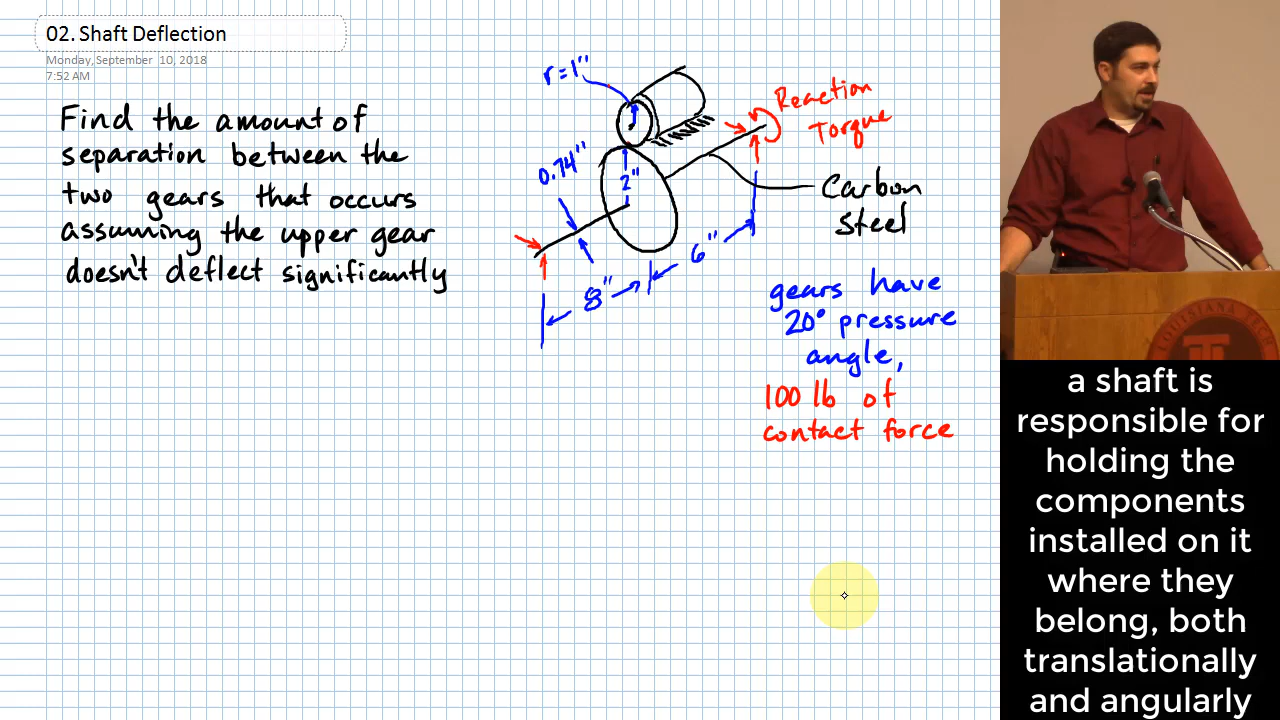 02. Shaft Deflection
Monday, September 10, 2018
7:52 AM
Find the amount of
separation between the
two gears that occurs
assuming the upper gear
doesn't deflect significantly
r=1"
0.74"
2"
8"
6"
Reaction
Torque
Carbon
Steel
gears have
20° pressure
angle,
100 lb of
contact force
a shaft is
responsible for
holding the
components
installed on it
where they
belong, both
translationally
and angularly